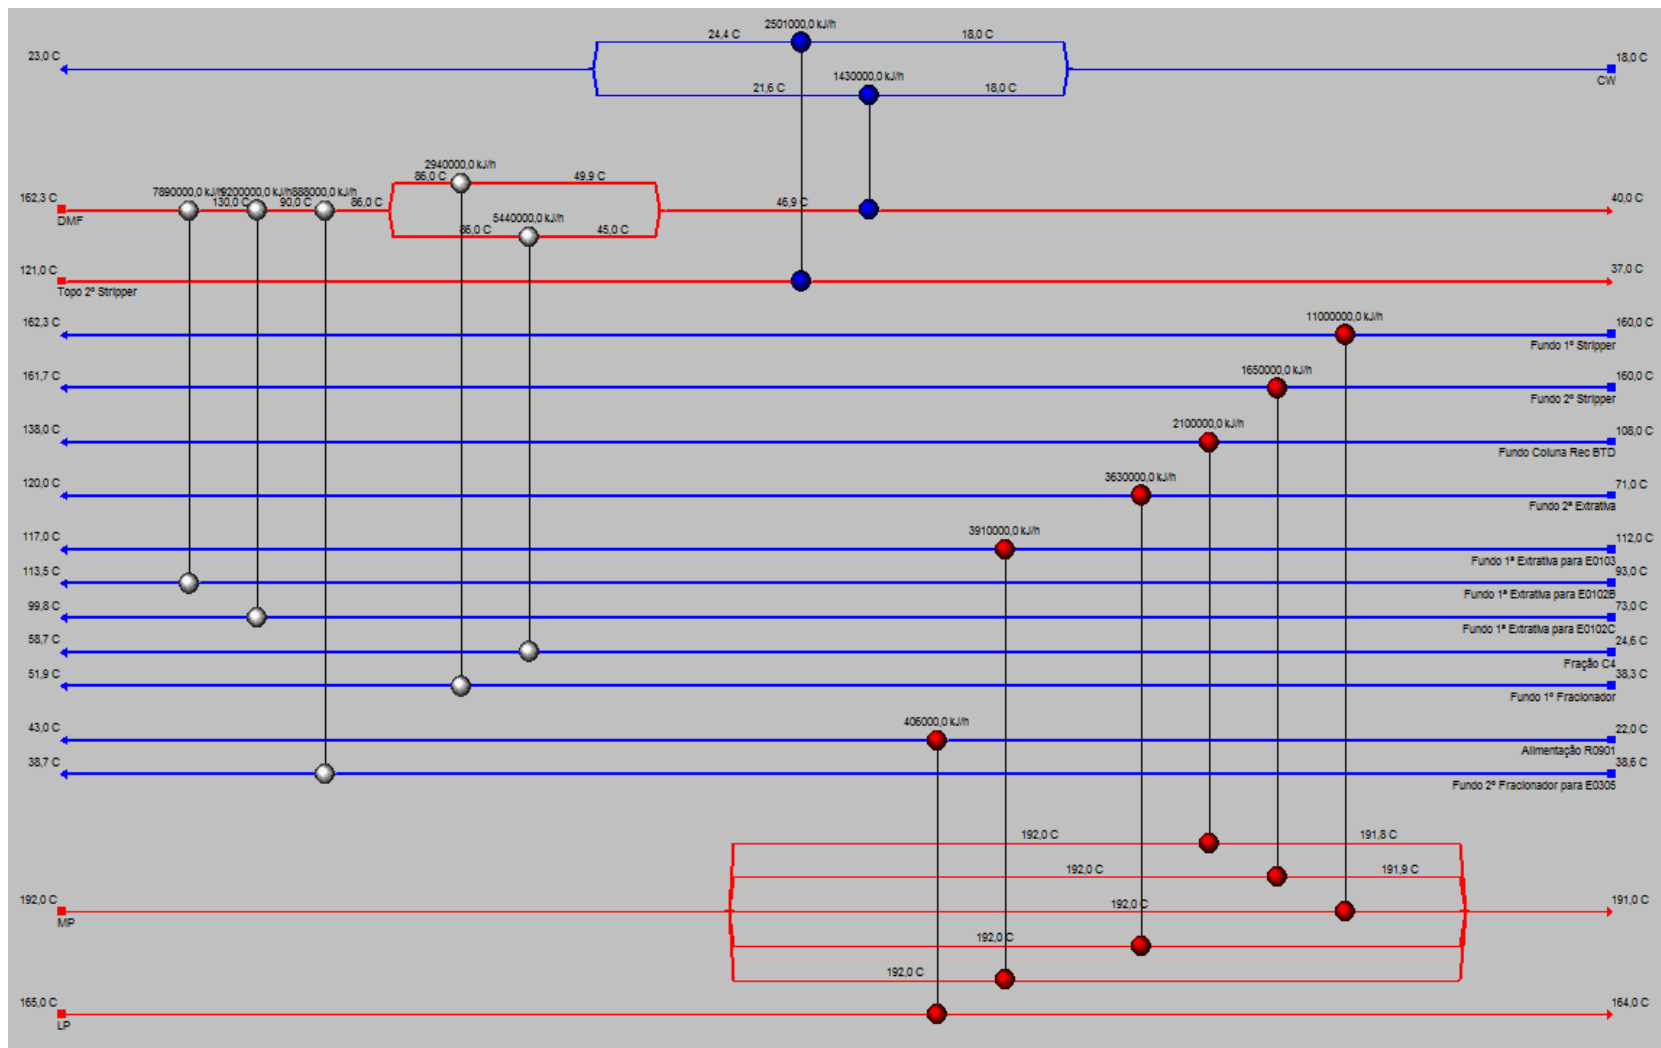 2501000,0 kJ/h
24,4 C
18,0 C
23,0 C
18,0 C
CW
1430000,0 kJ/h
21,6 C
18,0 C
2940000,0 kJ/h
86,0 C
49,9 C
162,3 C
DMF
7890000,0 kJ/h
9200000,0 kJ/h
888000,0 kJ/h
130,0 C
90,0 C
86,0 C
46,9 C
40,0 C
5440000,0 kJ/h
86,0 C
45,0 C
121,0 C
Topo 2º Stripper
37,0 C
11000000,0 kJ/h
162,3 C
160,0 C
Fundo 1º Stripper
1650000,0 kJ/h
161,7 C
160,0 C
Fundo 2º Stripper
2100000,0 kJ/h
138,0 C
108,0 C
Fundo Coluna Rec BTD
3630000,0 kJ/h
120,0 C
71,0 C
Fundo 2ª Extrativa
3910000,0 kJ/h
117,0 C
112,0 C
Fundo 1ª Extrativa para E0103
113,5 C
93,0 C
Fundo 1ª Extrativa para E0102B
99,8 C
73,0 C
Fundo 1ª Extrativa para E0102C
58,7 C
24,6 C
Fração C4
51,9 C
38,3 C
Fundo 1º Fracionador
406000,0 kJ/h
43,0 C
22,0 C
Alimentação R0901
38,7 C
38,6 C
Fundo 2º Fracionador para E0305
192,0 C
191,8 C
192,0 C
191,9 C
192,0 C
MP
192,0 C
191,0 C
192,0 C
192,0 C
165,0 C
LP
164,0 C